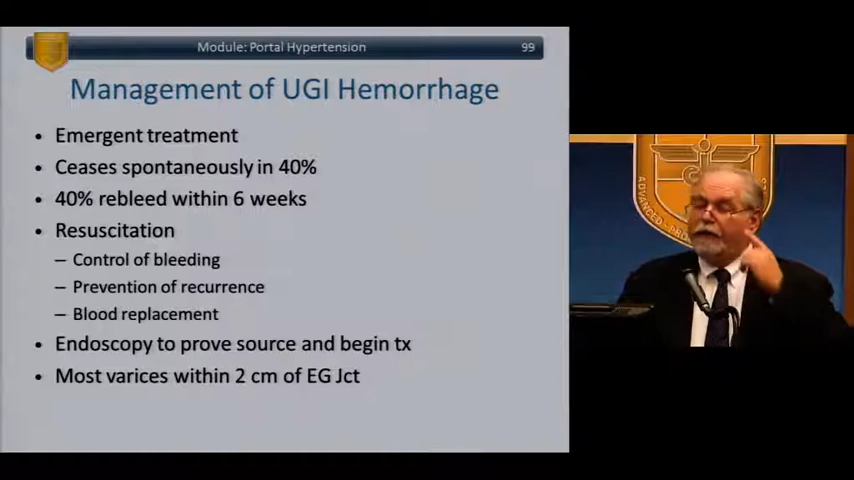 Module: Portal Hypertension
99
Management of UGI Hemorrhage
• Emergent treatment
• Ceases spontaneously in 40%
• 40% rebleed within 6 weeks
• Resuscitation
– Control of bleeding
– Prevention of recurrence
– Blood replacement
• Endoscopy to prove source and begin tx
• Most varices within 2 cm of EG Jct
ADVANCED